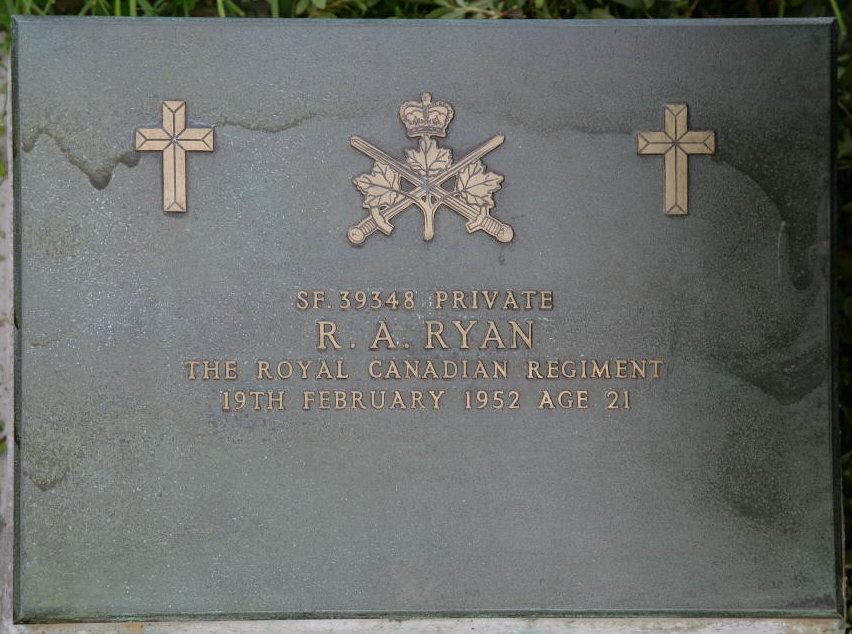 SF. 39348 PRIVATE
R. A. RYAN
THE ROYAL CANADIAN REGIMENT
19TH FEBRUARY 1952 AGE 21